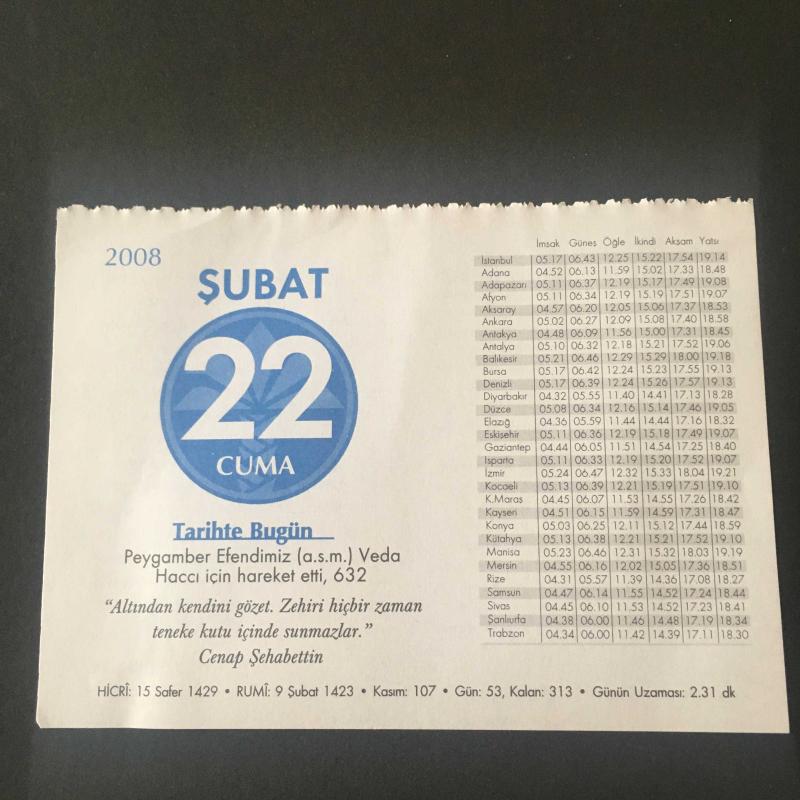 2008
ŞUBAT
22
CUMA
Tarihte Bugün
Peygamber Efendimiz (a.s.m.) Veda
Haccı için hareket etti, 632
“Altından kendini gözet. Zehiri hiçbir zaman
teneke kutu içinde sunmazlar.”
Cenap Şehabettin
İmsak Güneş Öğle İkindi Akşam Yatsı
İstanbul 05.17 06.43 12.25 15.22 17.54 19.14
Adana 04.52 06.13 11.59 15.02 17.33 18.48
Adapazarı 05.11 06.37 12.19 15.17 17.49 19.08
Afyon 05.11 06.34 12.19 15.19 17.51 19.07
Aksaray 04.57 06.20 12.05 15.06 17.37 18.53
Ankara 05.02 06.27 12.09 15.08 17.40 18.58
Antakya 04.48 06.09 11.56 15.00 17.31 18.45
Antalya 05.10 06.32 12.18 15.21 17.52 19.06
Balıkesir 05.21 06.46 12.29 15.29 18.00 19.18
Bursa 05.17 06.42 12.24 15.23 17.55 19.13
Denizli 05.17 06.39 12.24 15.26 17.57 19.13
Diyarbakır 04.32 05.55 11.40 14.41 17.13 18.28
Düzce 05.08 06.34 12.16 15.14 17.46 19.05
Elazığ 04.36 05.59 11.44 14.44 17.16 18.32
Eskişehir 05.11 06.36 12.19 15.18 17.49 19.07
Gaziantep 04.44 06.05 11.51 14.54 17.25 18.40
Isparta 05.11 06.33 12.19 15.20 17.52 19.07
İzmir 05.24 06.47 12.32 15.33 18.04 19.21
Kocaeli 05.13 06.39 12.21 15.19 17.51 19.10
K.Maraş 04.45 06.07 11.53 14.55 17.26 18.42
Kayseri 04.51 06.15 11.59 14.59 17.31 18.47
Konya 05.03 06.25 12.11 15.12 17.44 18.59
Kütahya 05.13 06.38 12.21 15.21 17.52 19.10
Manisa 05.23 06.46 12.31 15.32 18.03 19.19
Mersin 04.55 06.16 12.02 15.05 17.36 18.51
Rize 04.31 05.57 11.39 14.36 17.08 18.27
Samsun 04.47 06.14 11.55 14.52 17.24 18.44
Sivas 04.45 06.10 11.53 14.52 17.23 18.41
Şanlıurfa 04.38 06.00 11.46 14.48 17.19 18.34
Trabzon 04.34 06.00 11.42 14.39 17.11 18.30
HİCRÎ: 15 Safer 1429 • RUMÎ: 9 Şubat 1423 • Kasım: 107 • Gün: 53, Kalan: 313 • Günün Uzaması: 2.31 dk